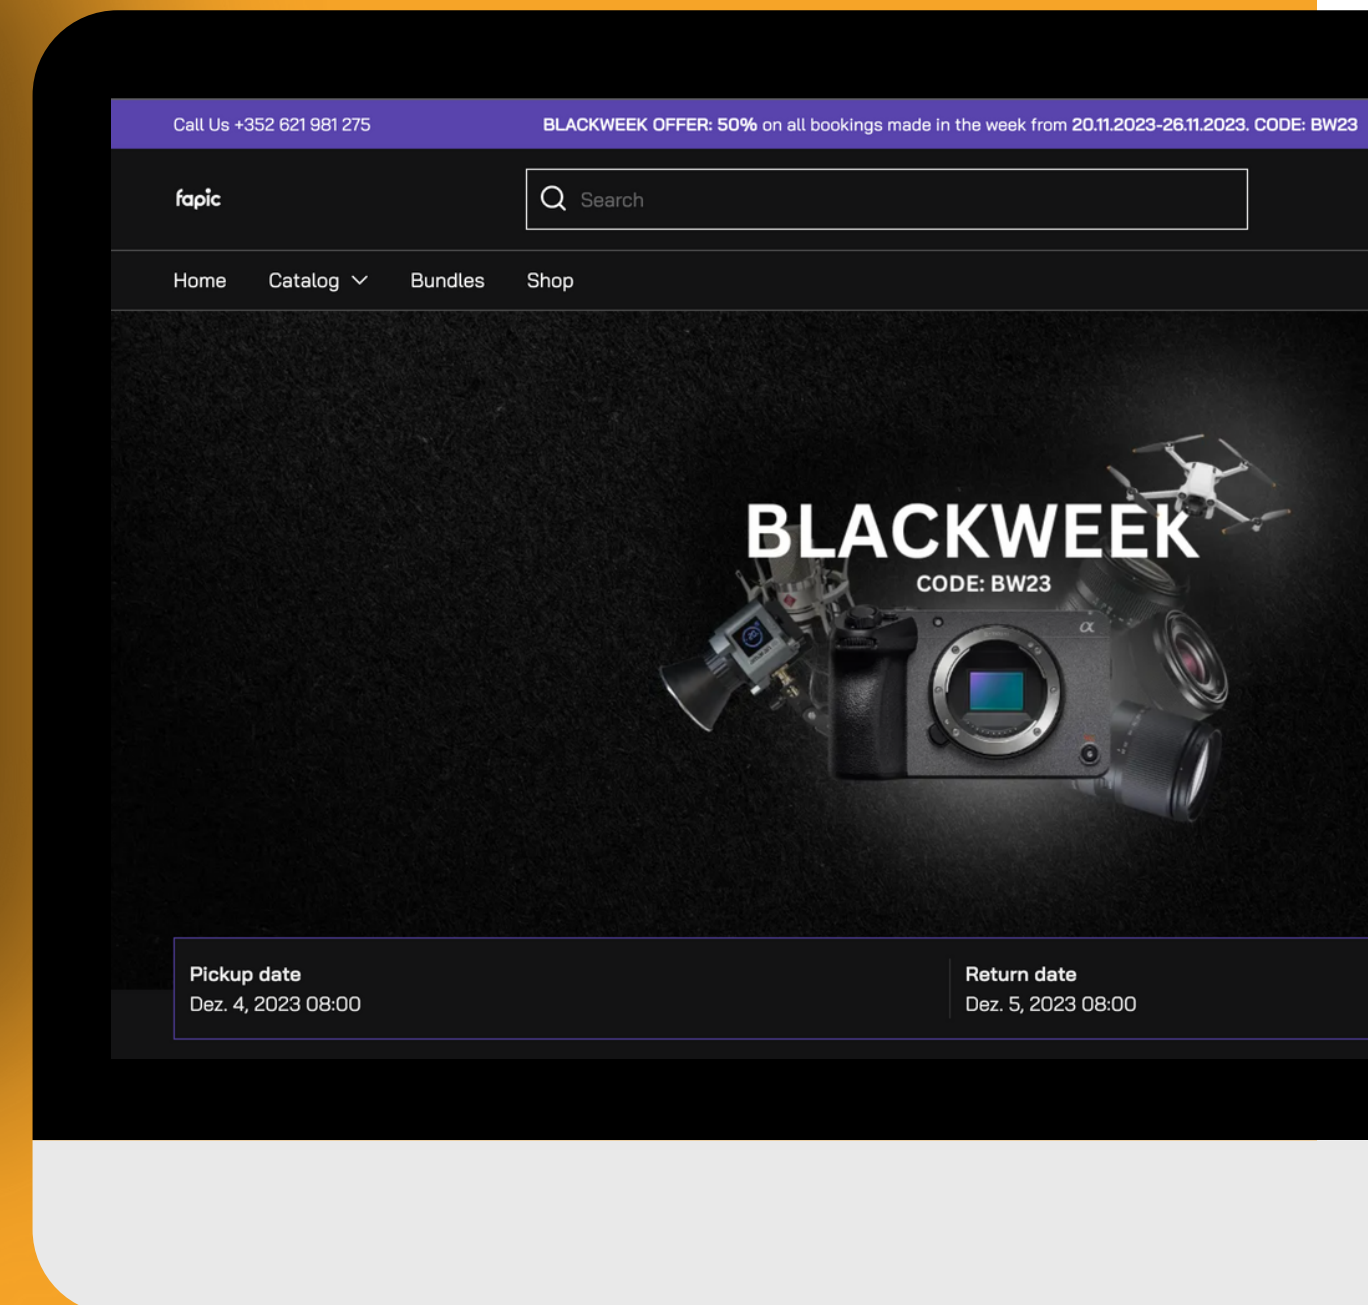 Call Us +352 621 981 275
BLACKWEEK OFFER: 50% on all bookings made in the week from 20.11.2023-26.11.2023. CODE: BW23
fapic
Search
Home Catalog Bundles Shop
BLACKWEEK
CODE: BW23
α
Pickup date
Dez. 4, 2023 08:00
Return date
Dez. 5, 2023 08:00